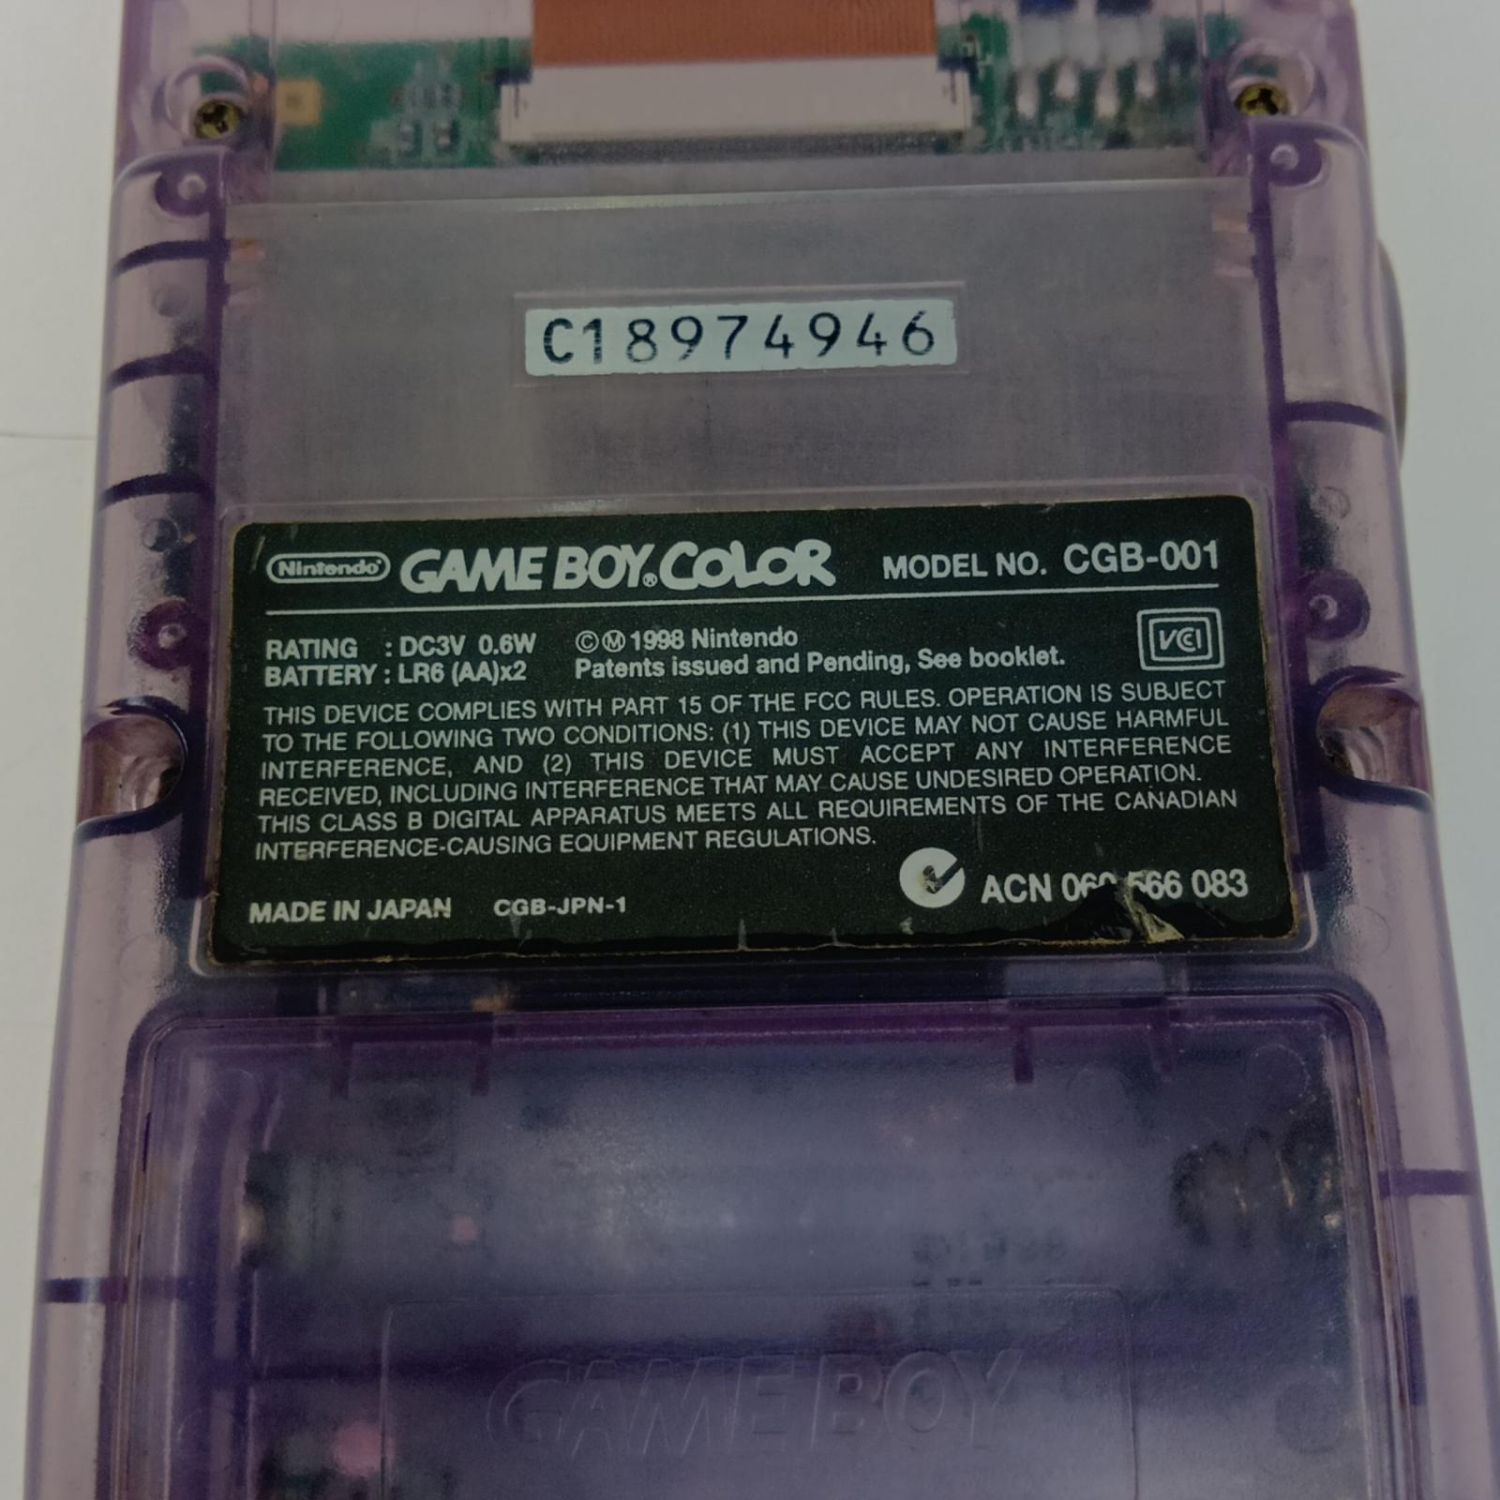 C18974946
Nintendo® GAME BOY® COLOR MODEL NO. CGB-001
RATING : DC3V 0.6W ©Ⓜ 1998 Nintendo
BATTERY : LR6 (AA)x2 Patents issued and Pending, See booklet.
VCI
THIS DEVICE COMPLIES WITH PART 15 OF THE FCC RULES. OPERATION IS SUBJECT
TO THE FOLLOWING TWO CONDITIONS: (1) THIS DEVICE MAY NOT CAUSE HARMFUL
INTERFERENCE, AND (2) THIS DEVICE MUST ACCEPT ANY INTERFERENCE
RECEIVED, INCLUDING INTERFERENCE THAT MAY CAUSE UNDESIRED OPERATION.
THIS CLASS B DIGITAL APPARATUS MEETS ALL REQUIREMENTS OF THE CANADIAN
INTERFERENCE-CAUSING EQUIPMENT REGULATIONS.
MADE IN JAPAN CGB-JPN-1 ACN 060 566 083
GAME BOY